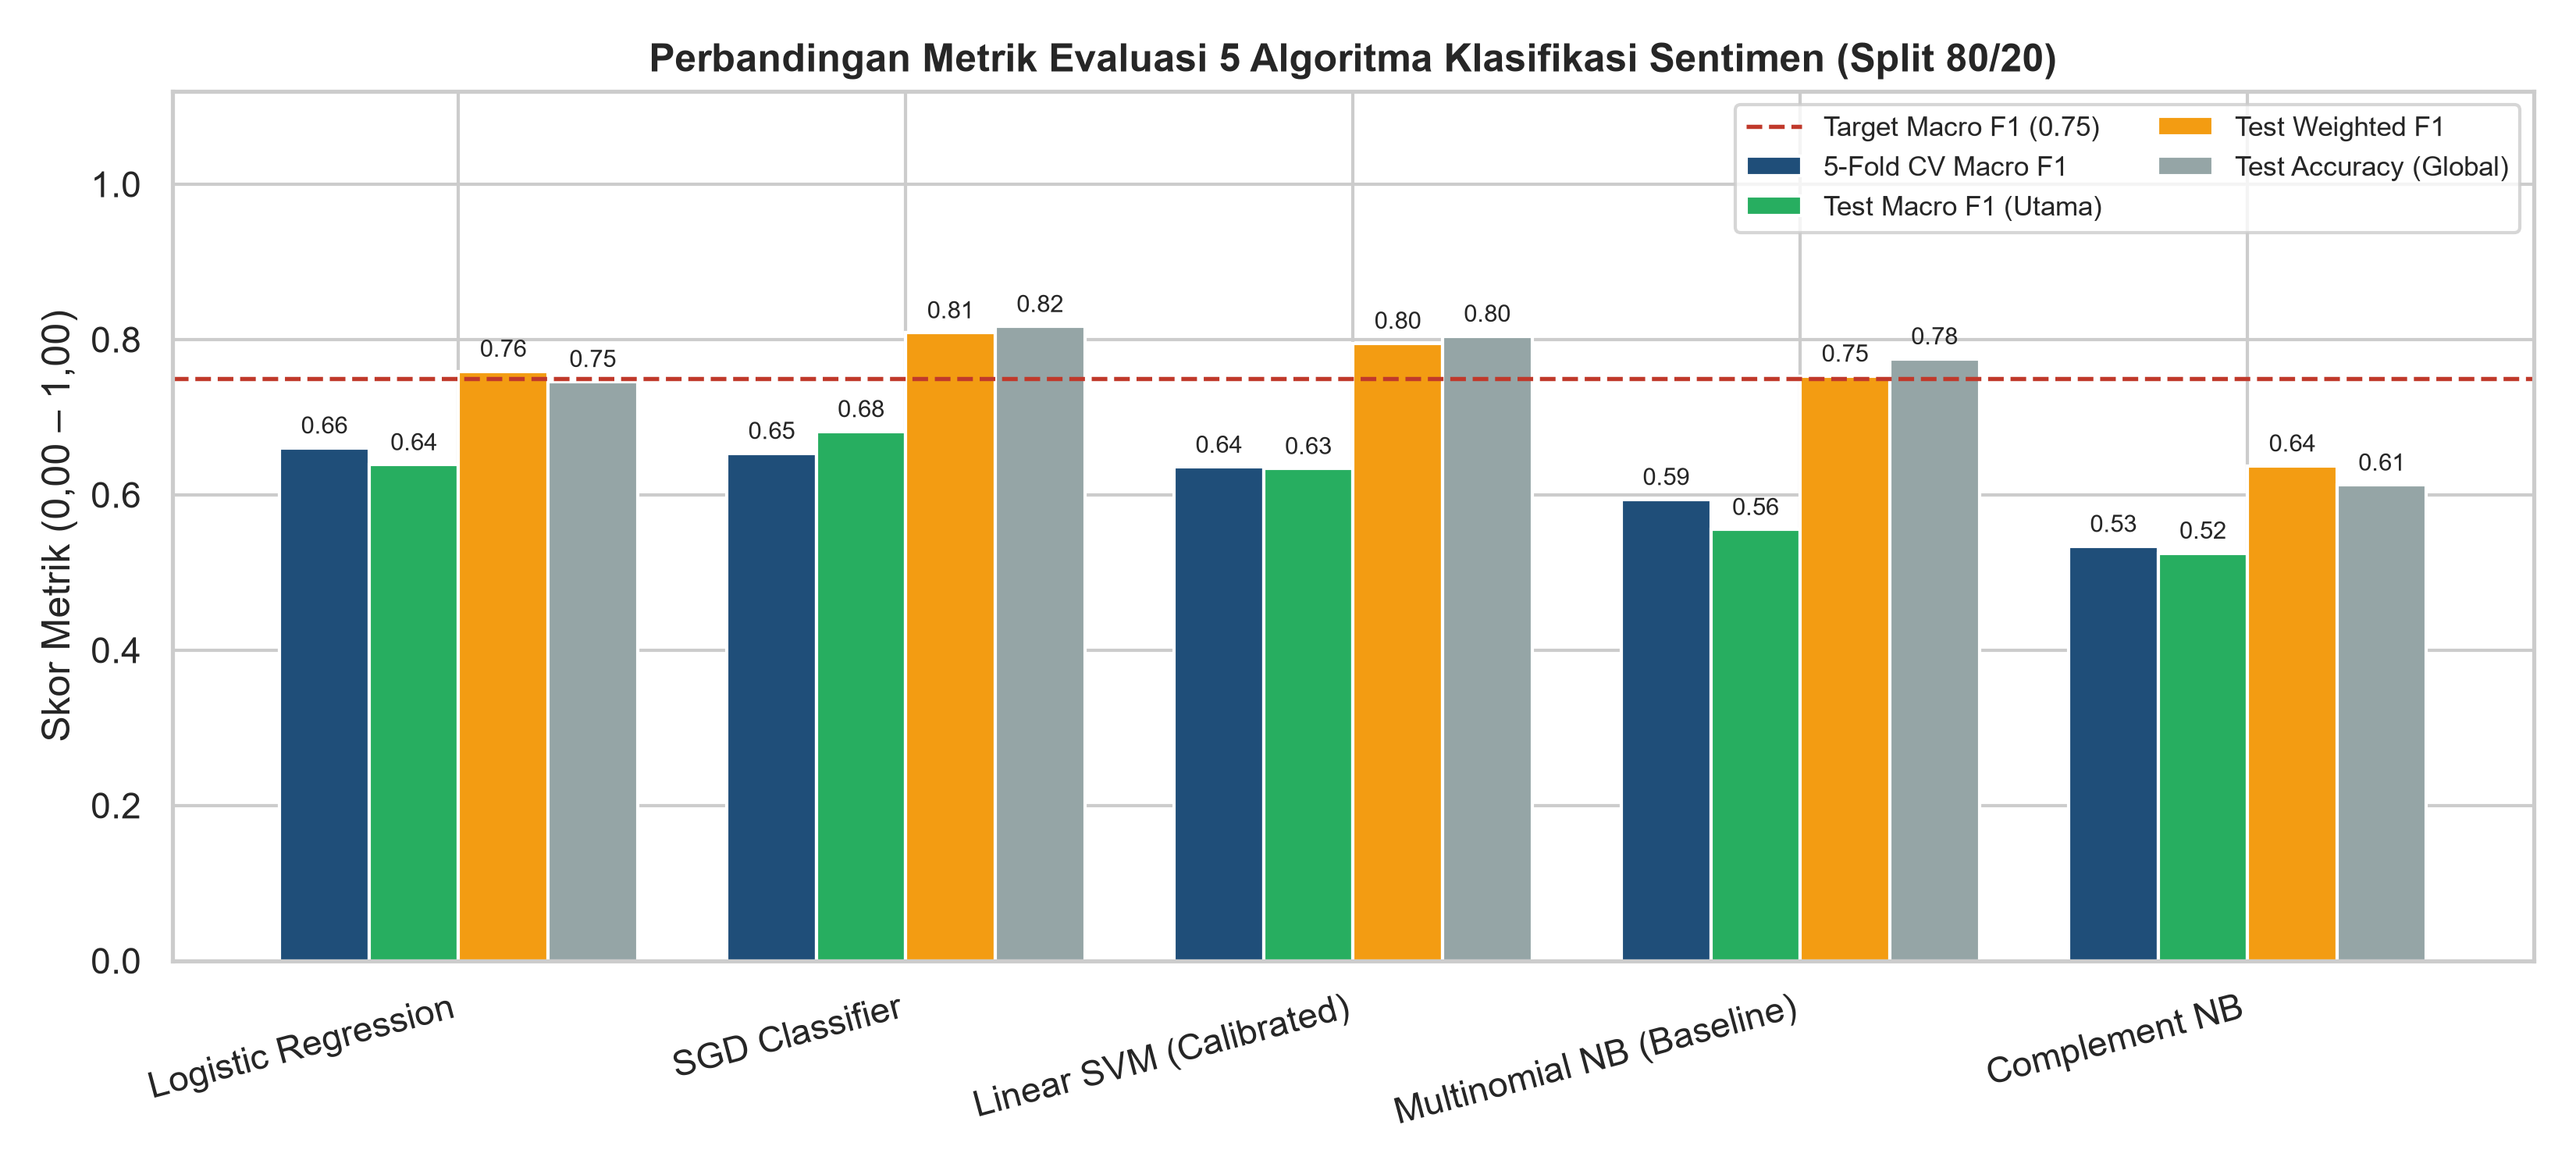 Perbandingan Metrik Evaluasi 5 Algoritma Klasifikasi Sentimen (Split 80/20)
Target Macro F1 (0.75)
5-Fold CV Macro F1
Test Macro F1 (Utama)
Test Weighted F1
Test Accuracy (Global)
Skor Metrik (0,00 – 1,00)
1.0
0.8
0.6
0.4
0.2
0.0
0.66
0.64
0.76
0.75
0.65
0.68
0.81
0.82
0.64
0.63
0.80
0.80
0.59
0.56
0.75
0.78
0.53
0.52
0.64
0.61
Logistic Regression
SGD Classifier
Linear SVM (Calibrated)
Multinomial NB (Baseline)
Complement NB